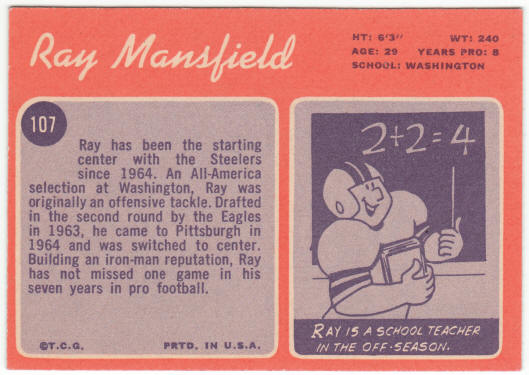 Ray Mansfield
HT: 6'3" WT: 240
AGE: 29 YEARS PRO: 8
SCHOOL: WASHINGTON
107
Ray has been the starting
center with the Steelers
since 1964. An All-America
selection at Washington, Ray was
originally an offensive tackle. Drafted
in the second round by the Eagles
in 1963, he came to Pittsburgh in
1964 and was switched to center.
Building an iron-man reputation, Ray
has not missed one game in his
seven years in pro football.
©T.C.G. PRTD. IN U.S.A.
2+2=4
RAY IS A SCHOOL TEACHER
IN THE OFF-SEASON.